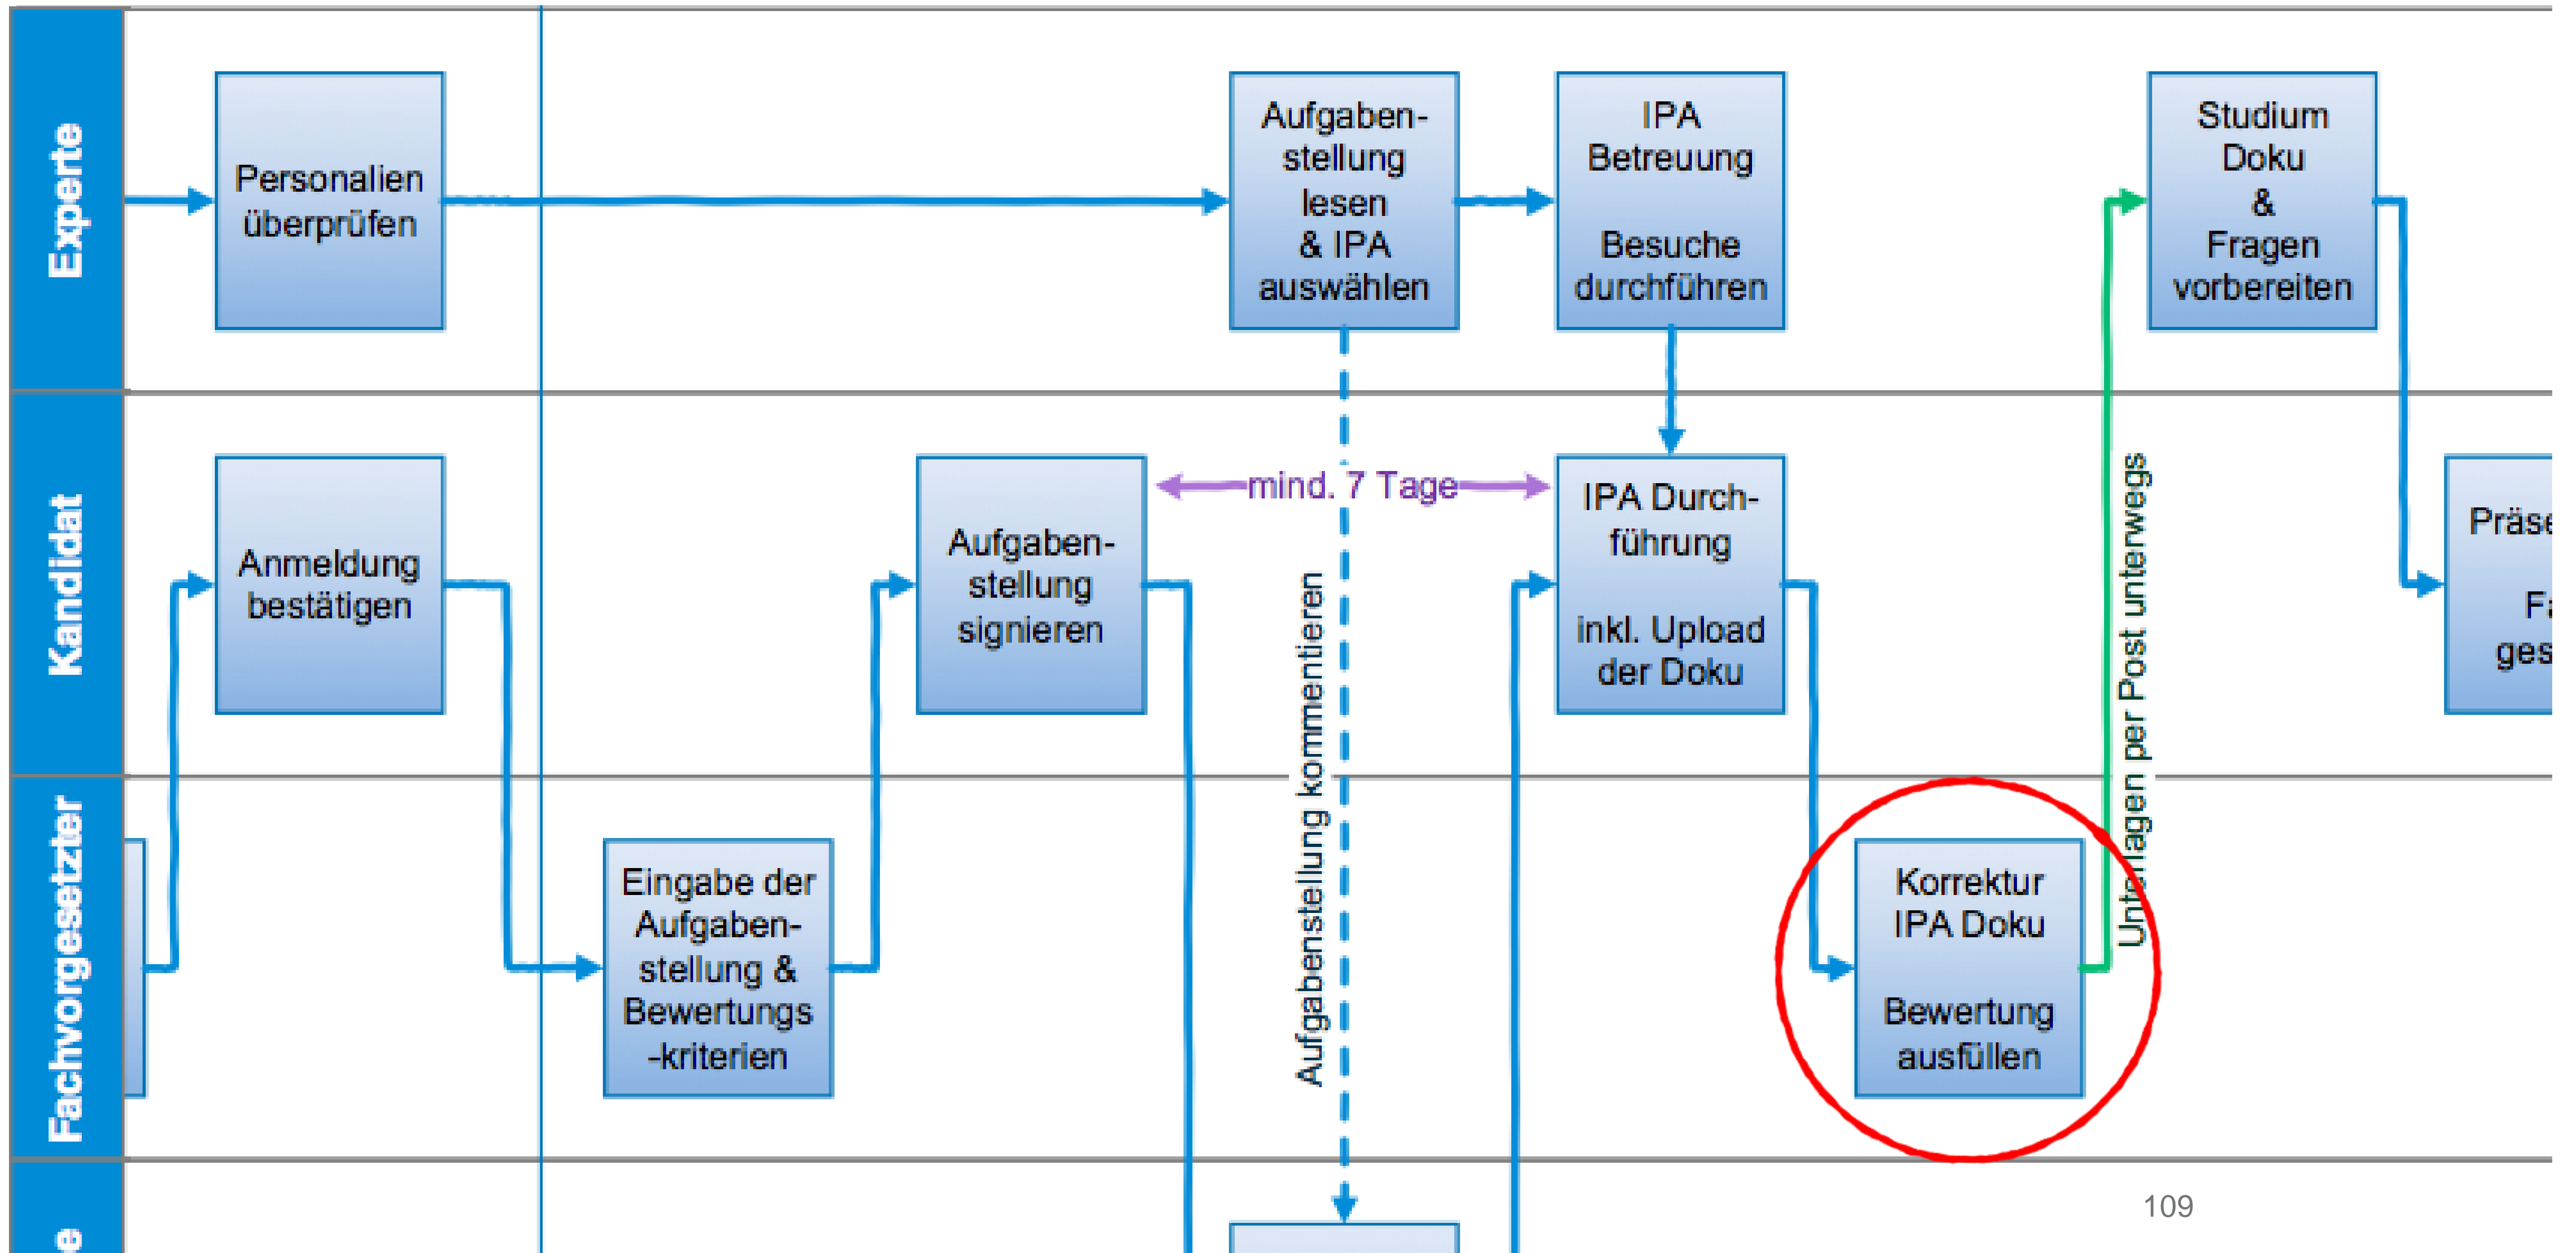 Experte
Personalien
überprüfen
Aufgaben-
stellung
lesen
& IPA
auswählen
IPA
Betreuung
Besuche
durchführen
Studium
Doku
&
Fragen
vorbereiten
Kandidat
Anmeldung
bestätigen
Aufgaben-
stellung
signieren
mind. 7 Tage
IPA Durch-
führung
inkl. Upload
der Doku
Unterlagen per Post unterwegs
Aufgabenstellung kommentieren
Fachvorgesetzter
Eingabe der
Aufgaben-
stellung &
Bewertungs
-kriterien
Korrektur
IPA Doku
Bewertung
ausfüllen
109